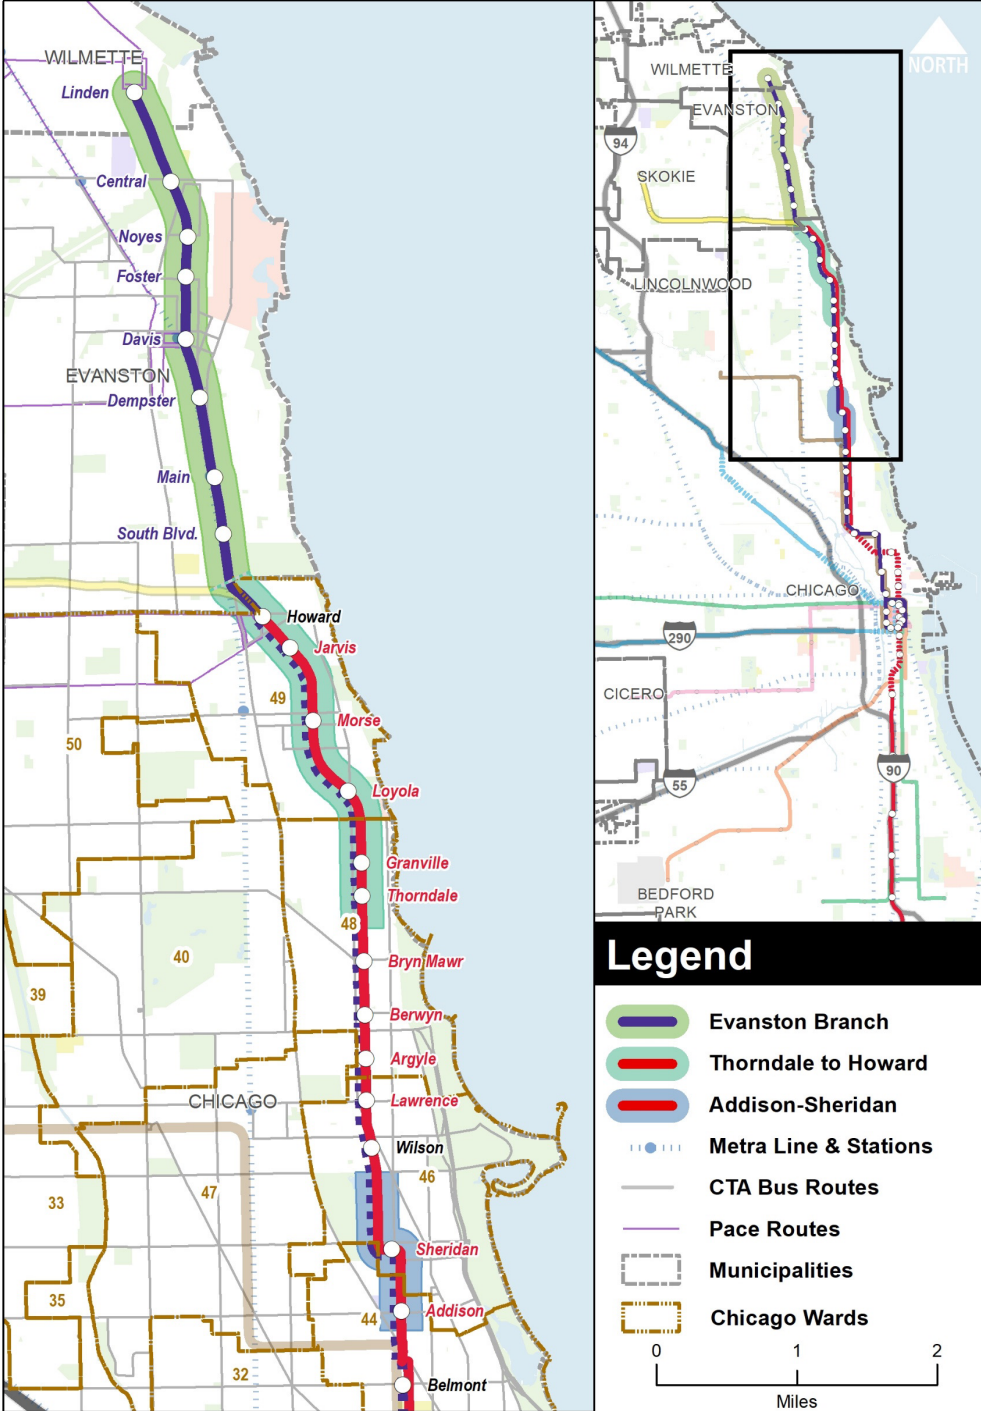 WILMETTE
Linden
Central
Noyes
Foster
Davis
EVANSTON
Dempster
Main
South Blvd.
Howard
Jarvis
49
Morse
50
Loyola
Granville
Thorndale
48
40
Bryn Mawr
39
Berwyn
Argyle
CHICAGO
Lawrence
Wilson
46
47
33
Sheridan
35
44
Addison
32
Belmont
NORTH
WILMETTE
EVANSTON
94
SKOKIE
LINCOLNWOOD
CHICAGO
290
CICERO
90
55
BEDFORD
PARK
Legend
Evanston Branch
Thorndale to Howard
Addison-Sheridan
Metra Line & Stations
CTA Bus Routes
Pace Routes
Municipalities
Chicago Wards
0 1 2
Miles